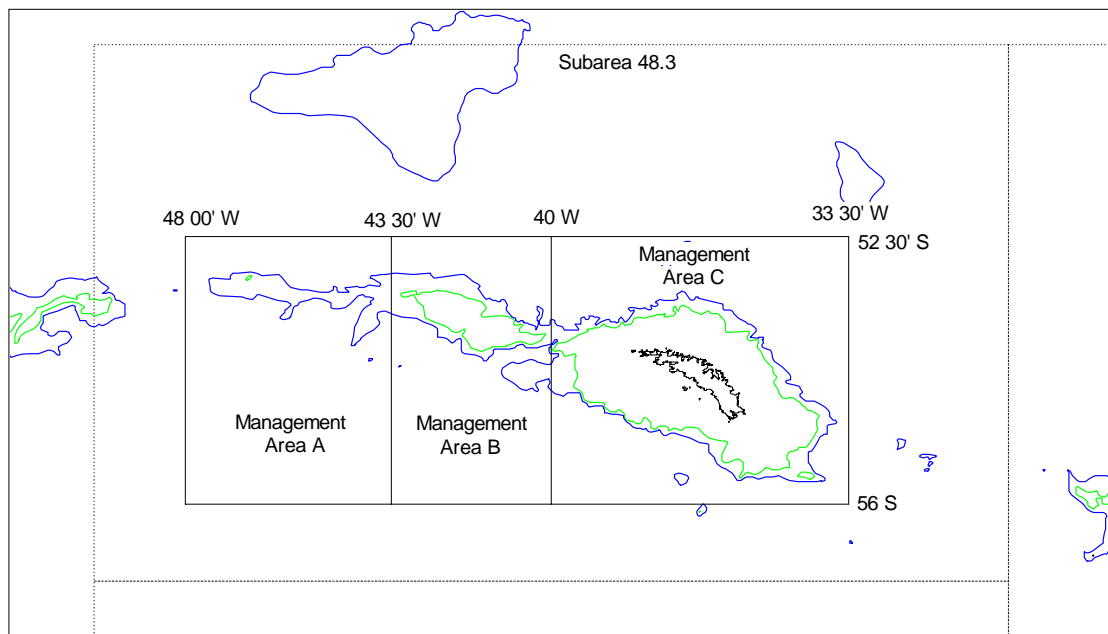 Subarea 48.3
48 00' W
43 30' W
40 W
33 30' W
52 30' S
Management
Area C
Management
Area A
Management
Area B
56 S